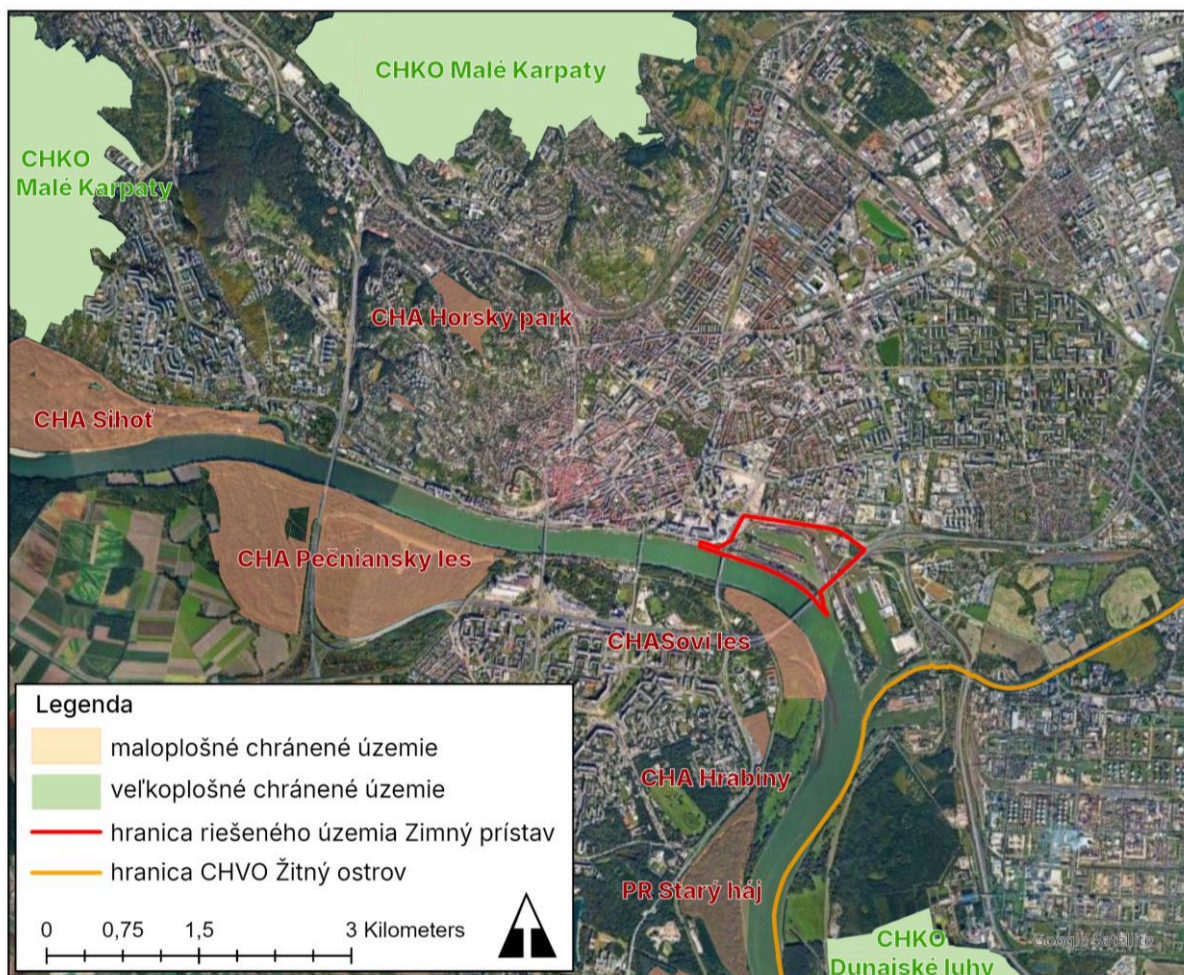 CHKO Malé Karpaty
CHKO
Malé Karpaty
CHA Horský park
CHA Sihoť
CHA Pečniansky les
CHASovi les
CHA Hrabiny
PR Starý háj
CHKO
Dunajské luhy
Google Satellite
Legenda
maloplošné chránené územie
veľkoplošné chránené územie
hranica riešeného územia Zimný prístav
hranica CHVO Žitný ostrov
0 0,75 1,5 3 Kilometers